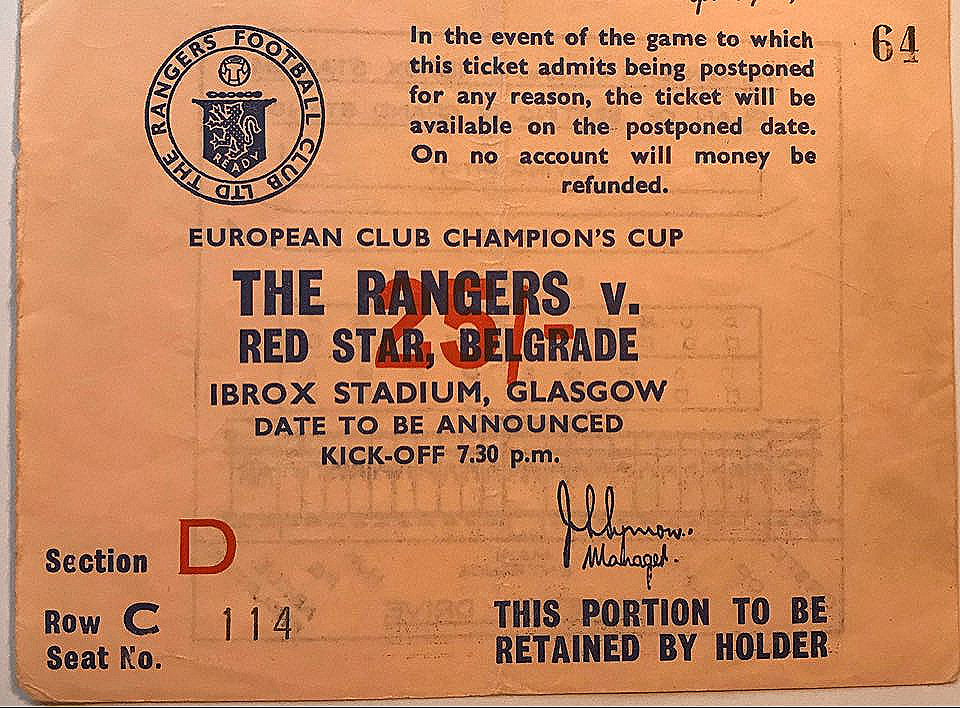 THE RANGERS FOOTBALL CLUB LTD
READY
In the event of the game to which
this ticket admits being postponed
for any reason, the ticket will be
available on the postponed date.
On no account will money be
refunded.
64
EUROPEAN CLUB CHAMPION'S CUP
THE RANGERS v.
25/-
RED STAR, BELGRADE
IBROX STADIUM, GLASGOW
DATE TO BE ANNOUNCED
KICK-OFF 7.30 p.m.
Manager.
Section D
Row C 114
Seat No.
THIS PORTION TO BE
RETAINED BY HOLDER